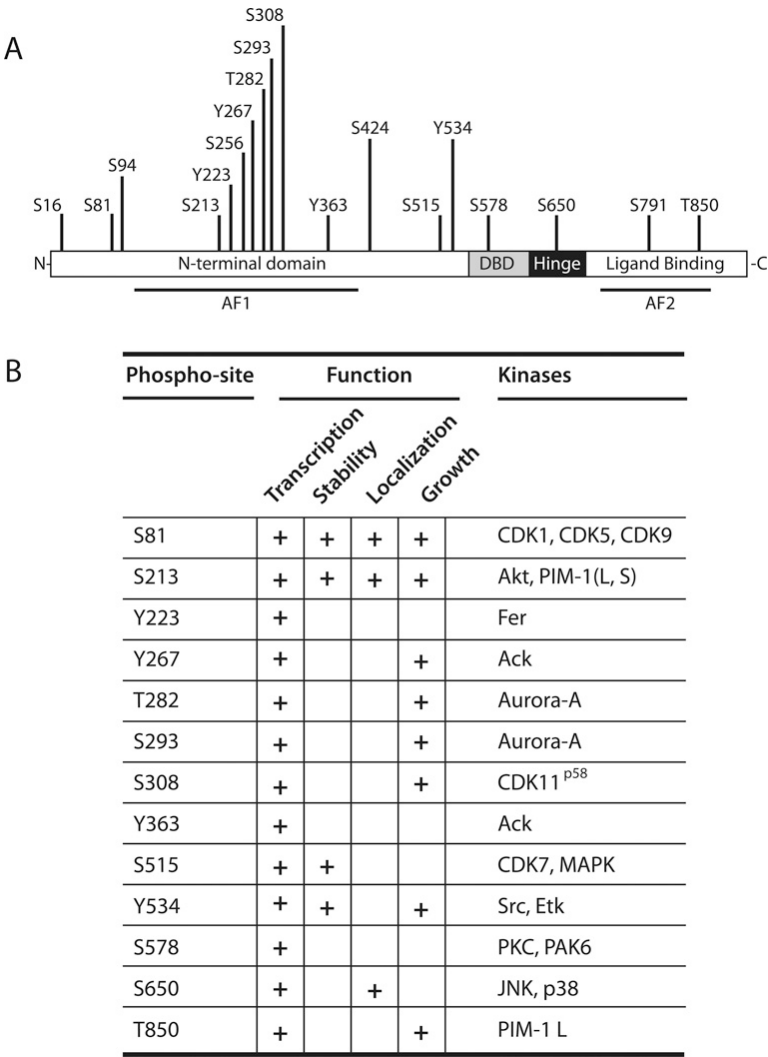 A
S308
S293
T282
Y267
S424
Y534
S256
S94
Y223
S16
S81
S213
Y363
S515
S578
S650
S791
T850
N-
N-terminal domain
DBD
Hinge
Ligand Binding
-C
AF1
AF2
B
Phospho-site Function Kinases
Transcription
Stability
Localization
Growth
S81 + + + + CDK1, CDK5, CDK9
S213 + + + + Akt, PIM-1(L, S)
Y223 + Fer
Y267 + + Ack
T282 + + Aurora-A
S293 + + Aurora-A
S308 + + CDK11 p58
Y363 + Ack
S515 + + CDK7, MAPK
Y534 + + + Src, Etk
S578 + PKC, PAK6
S650 + + JNK, p38
T850 + + PIM-1 L